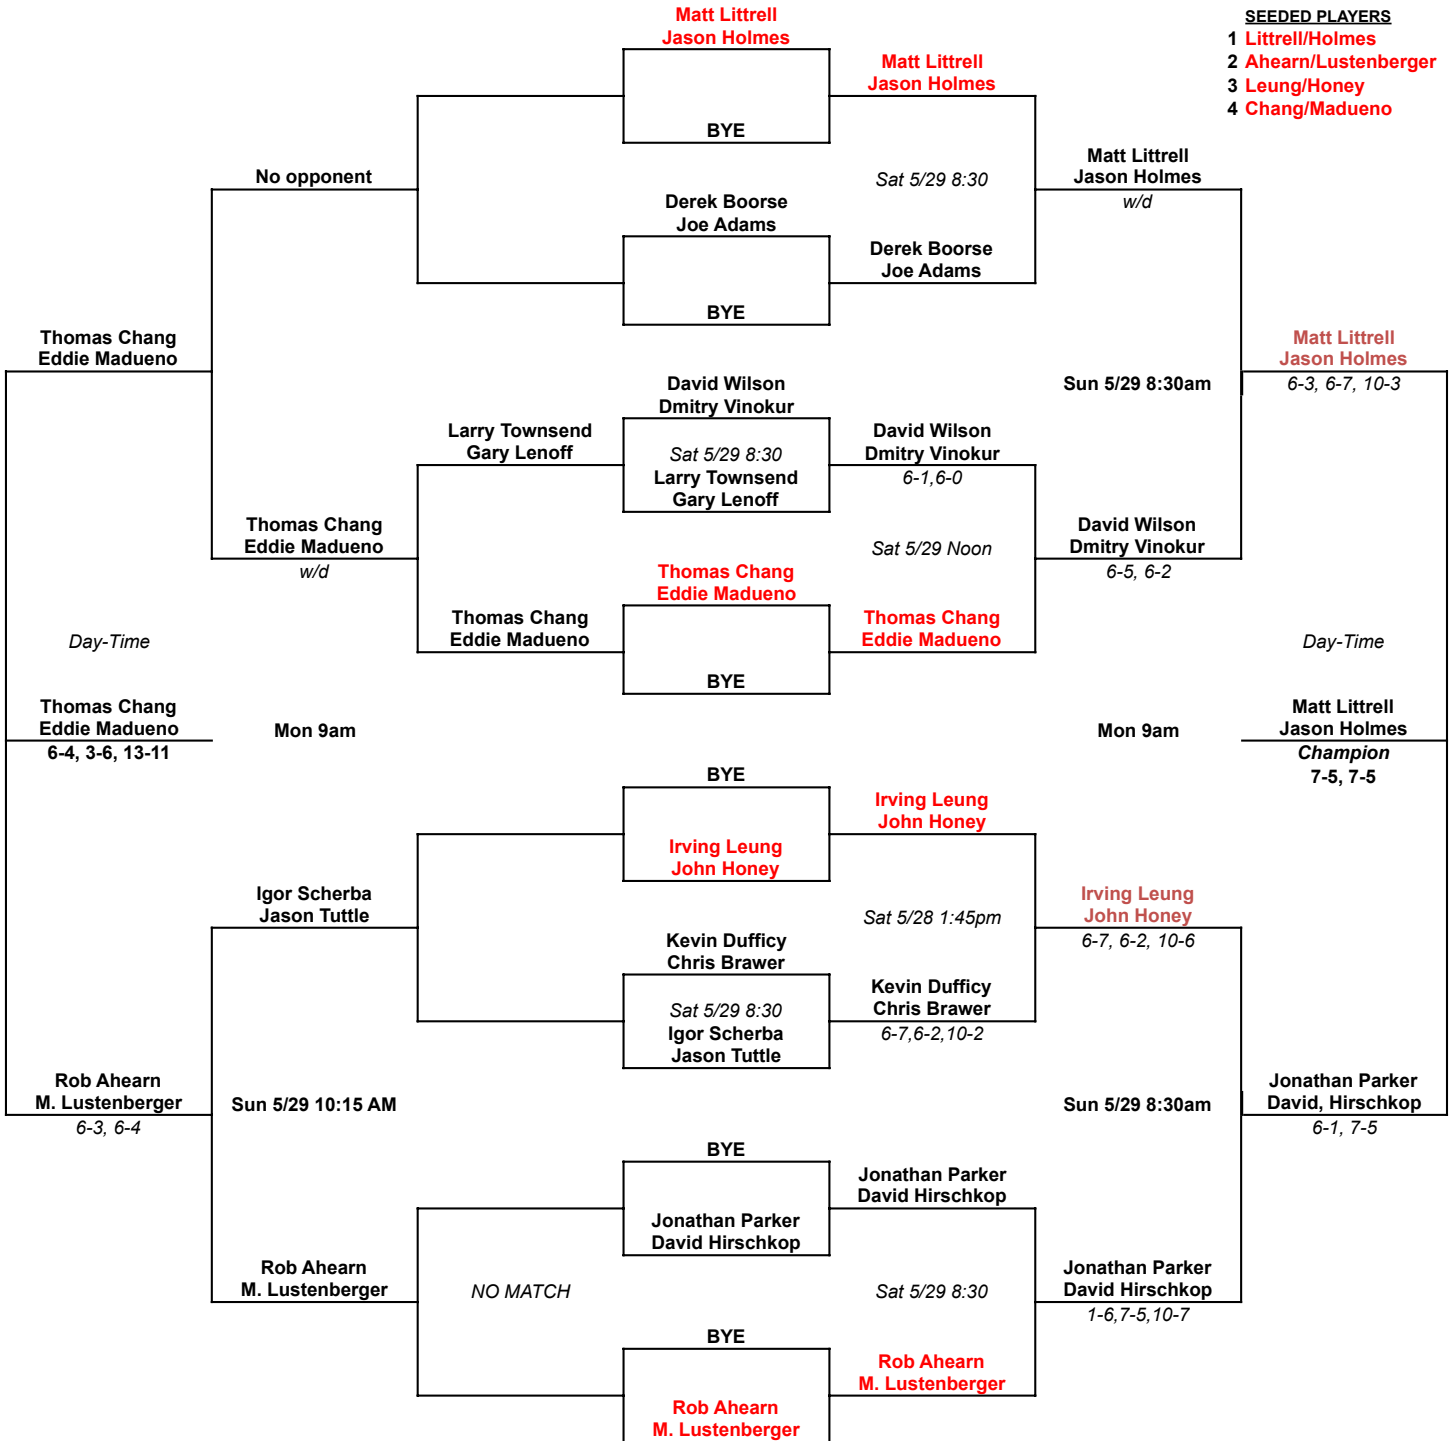 Matt Littrell
Jason Holmes
SEEDED PLAYERS
1 Littrell/Holmes
2 Ahearn/Lustenberger
3 Leung/Honey
4 Chang/Madueno
Matt Littrell
Jason Holmes
BYE
No opponent
Sat 5/29 8:30
Matt Littrell
Jason Holmes
w/d
Derek Boorse
Joe Adams
Derek Boorse
Joe Adams
BYE
Thomas Chang
Eddie Madueno
Matt Littrell
Jason Holmes
6-3, 6-7, 10-3
David Wilson
Dmitry Vinokur
Sun 5/29 8:30am
Larry Townsend
Gary Lenoff
Sat 5/29 8:30
Larry Townsend
Gary Lenoff
David Wilson
Dmitry Vinokur
6-1,6-0
Thomas Chang
Eddie Madueno
w/d
Sat 5/29 Noon
David Wilson
Dmitry Vinokur
6-5, 6-2
Thomas Chang
Eddie Madueno
Thomas Chang
Eddie Madueno
Thomas Chang
Eddie Madueno
Day-Time
Day-Time
BYE
Thomas Chang
Eddie Madueno
6-4, 3-6, 13-11
Mon 9am
Mon 9am
Matt Littrell
Jason Holmes
Champion
7-5, 7-5
BYE
Irving Leung
John Honey
Irving Leung
John Honey
Igor Scherba
Jason Tuttle
Sat 5/28 1:45pm
Irving Leung
John Honey
6-7, 6-2, 10-6
Kevin Dufficy
Chris Brawer
Sat 5/29 8:30
Igor Scherba
Jason Tuttle
Kevin Dufficy
Chris Brawer
6-7,6-2,10-2
Rob Ahearn
M. Lustenberger
6-3, 6-4
Sun 5/29 10:15 AM
Sun 5/29 8:30am
Jonathan Parker
David, Hirschkop
6-1, 7-5
BYE
Jonathan Parker
David Hirschkop
Jonathan Parker
David Hirschkop
Rob Ahearn
M. Lustenberger
NO MATCH
Sat 5/29 8:30
Jonathan Parker
David Hirschkop
1-6,7-5,10-7
BYE
Rob Ahearn
M. Lustenberger
Rob Ahearn
M. Lustenberger